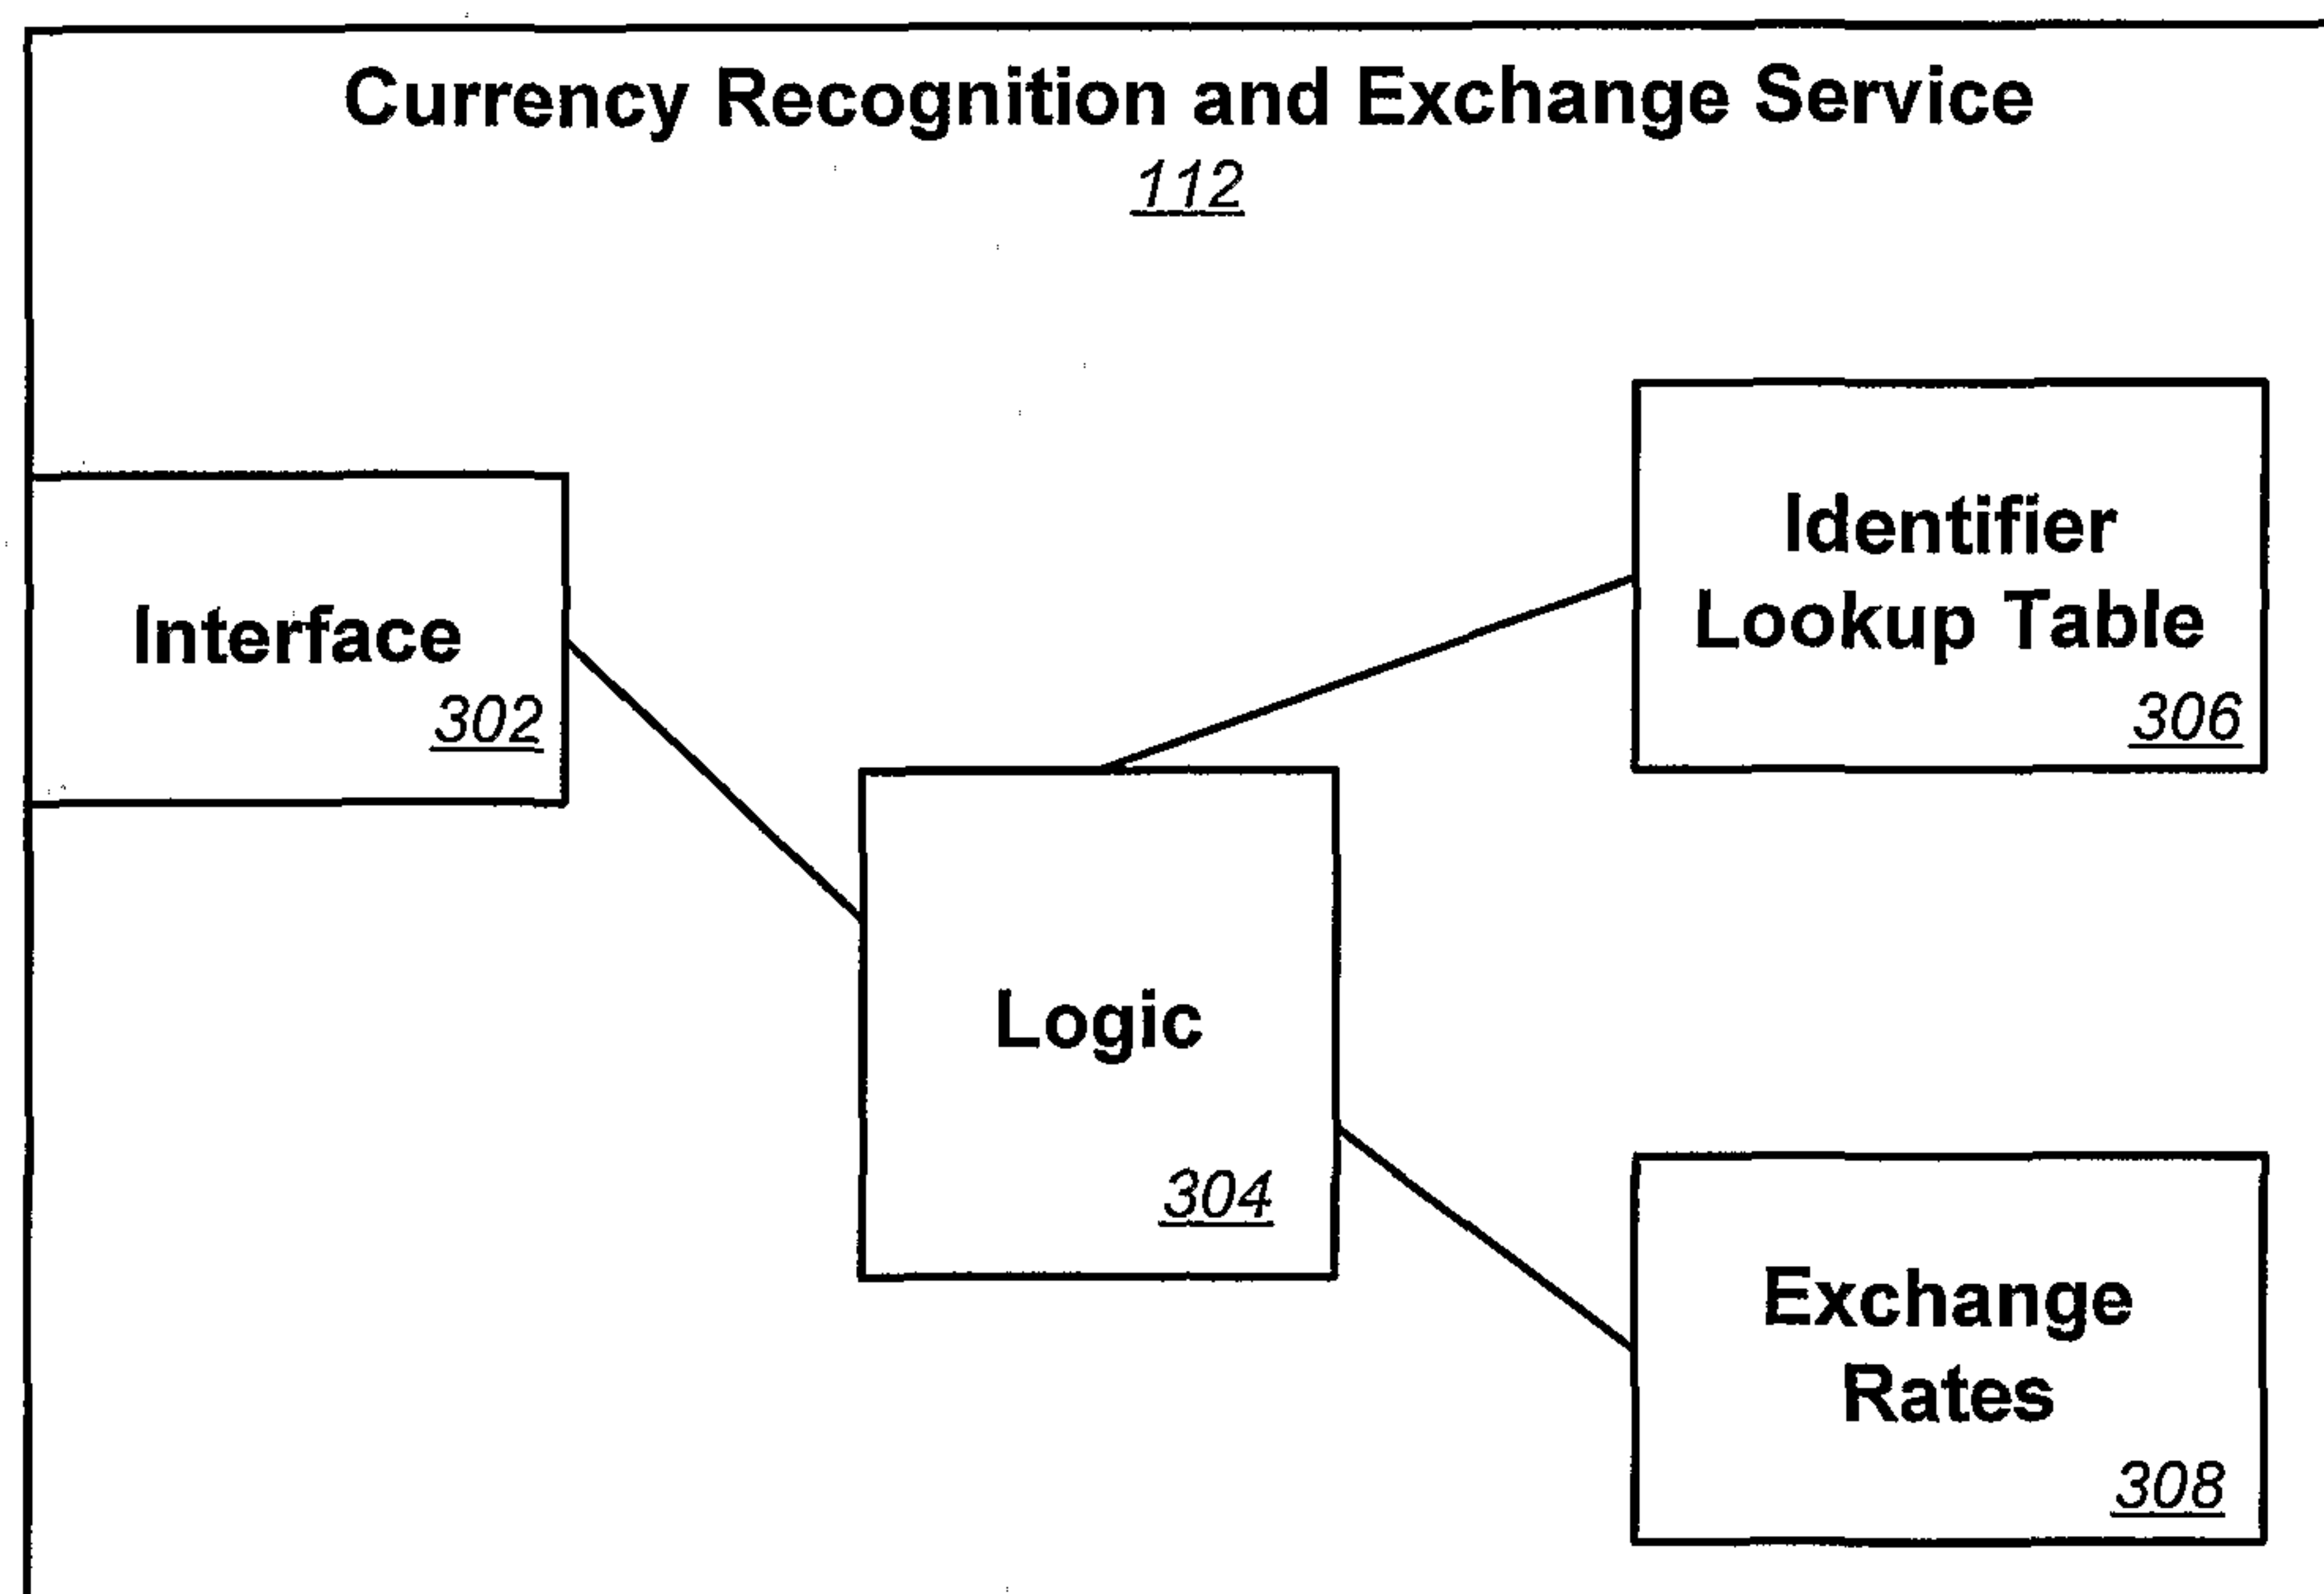 Currency Recognition and Exchange Service
112
Interface
302
Identifier
Lookup Table
306
Logic
304
Exchange
Rates
308